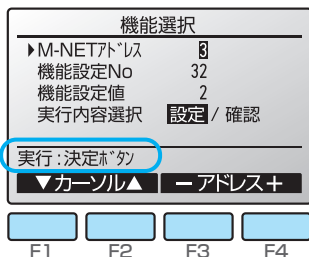 機能選択
▶M-NETｱﾄﾞﾚｽ 3
機能設定No 32
機能設定値 2
実行内容選択 設定 / 確認
実行:決定ﾎﾞﾀﾝ
▼カーソル▲ － アドレス＋
F1 F2 F3 F4